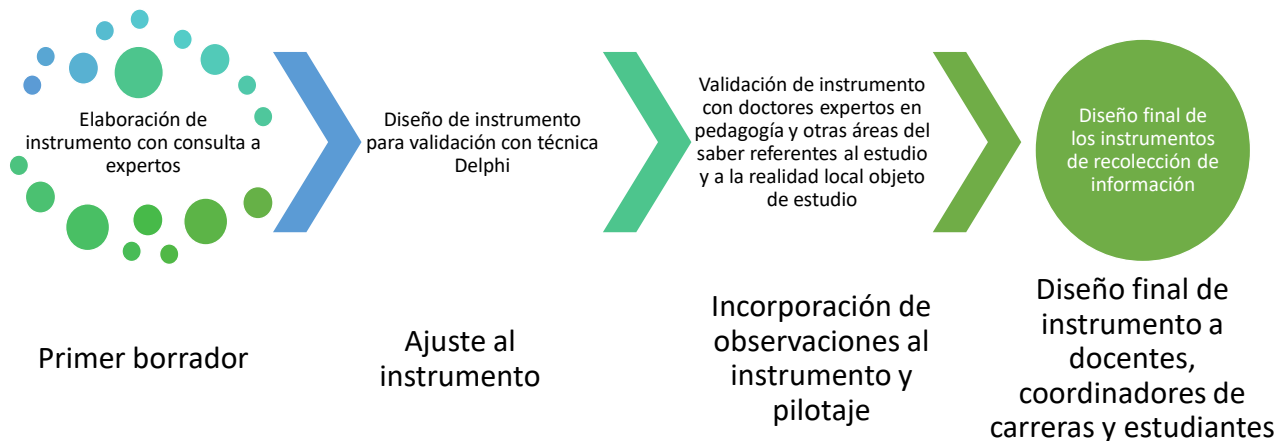 Elaboración de
instrumento con consulta a
expertos
Diseño de instrumento
para validación con técnica
Delphi
Validación de instrumento
con doctores expertos en
pedagogía y otras áreas del
saber referentes al estudio
y a la realidad local objeto
de estudio
Diseño final de
los instrumentos
de recolección de
información
Primer borrador
Ajuste al
instrumento
Incorporación de
observaciones al
instrumento y
pilotaje
Diseño final de
instrumento a
docentes,
coordinadores de
carreras y estudiantes